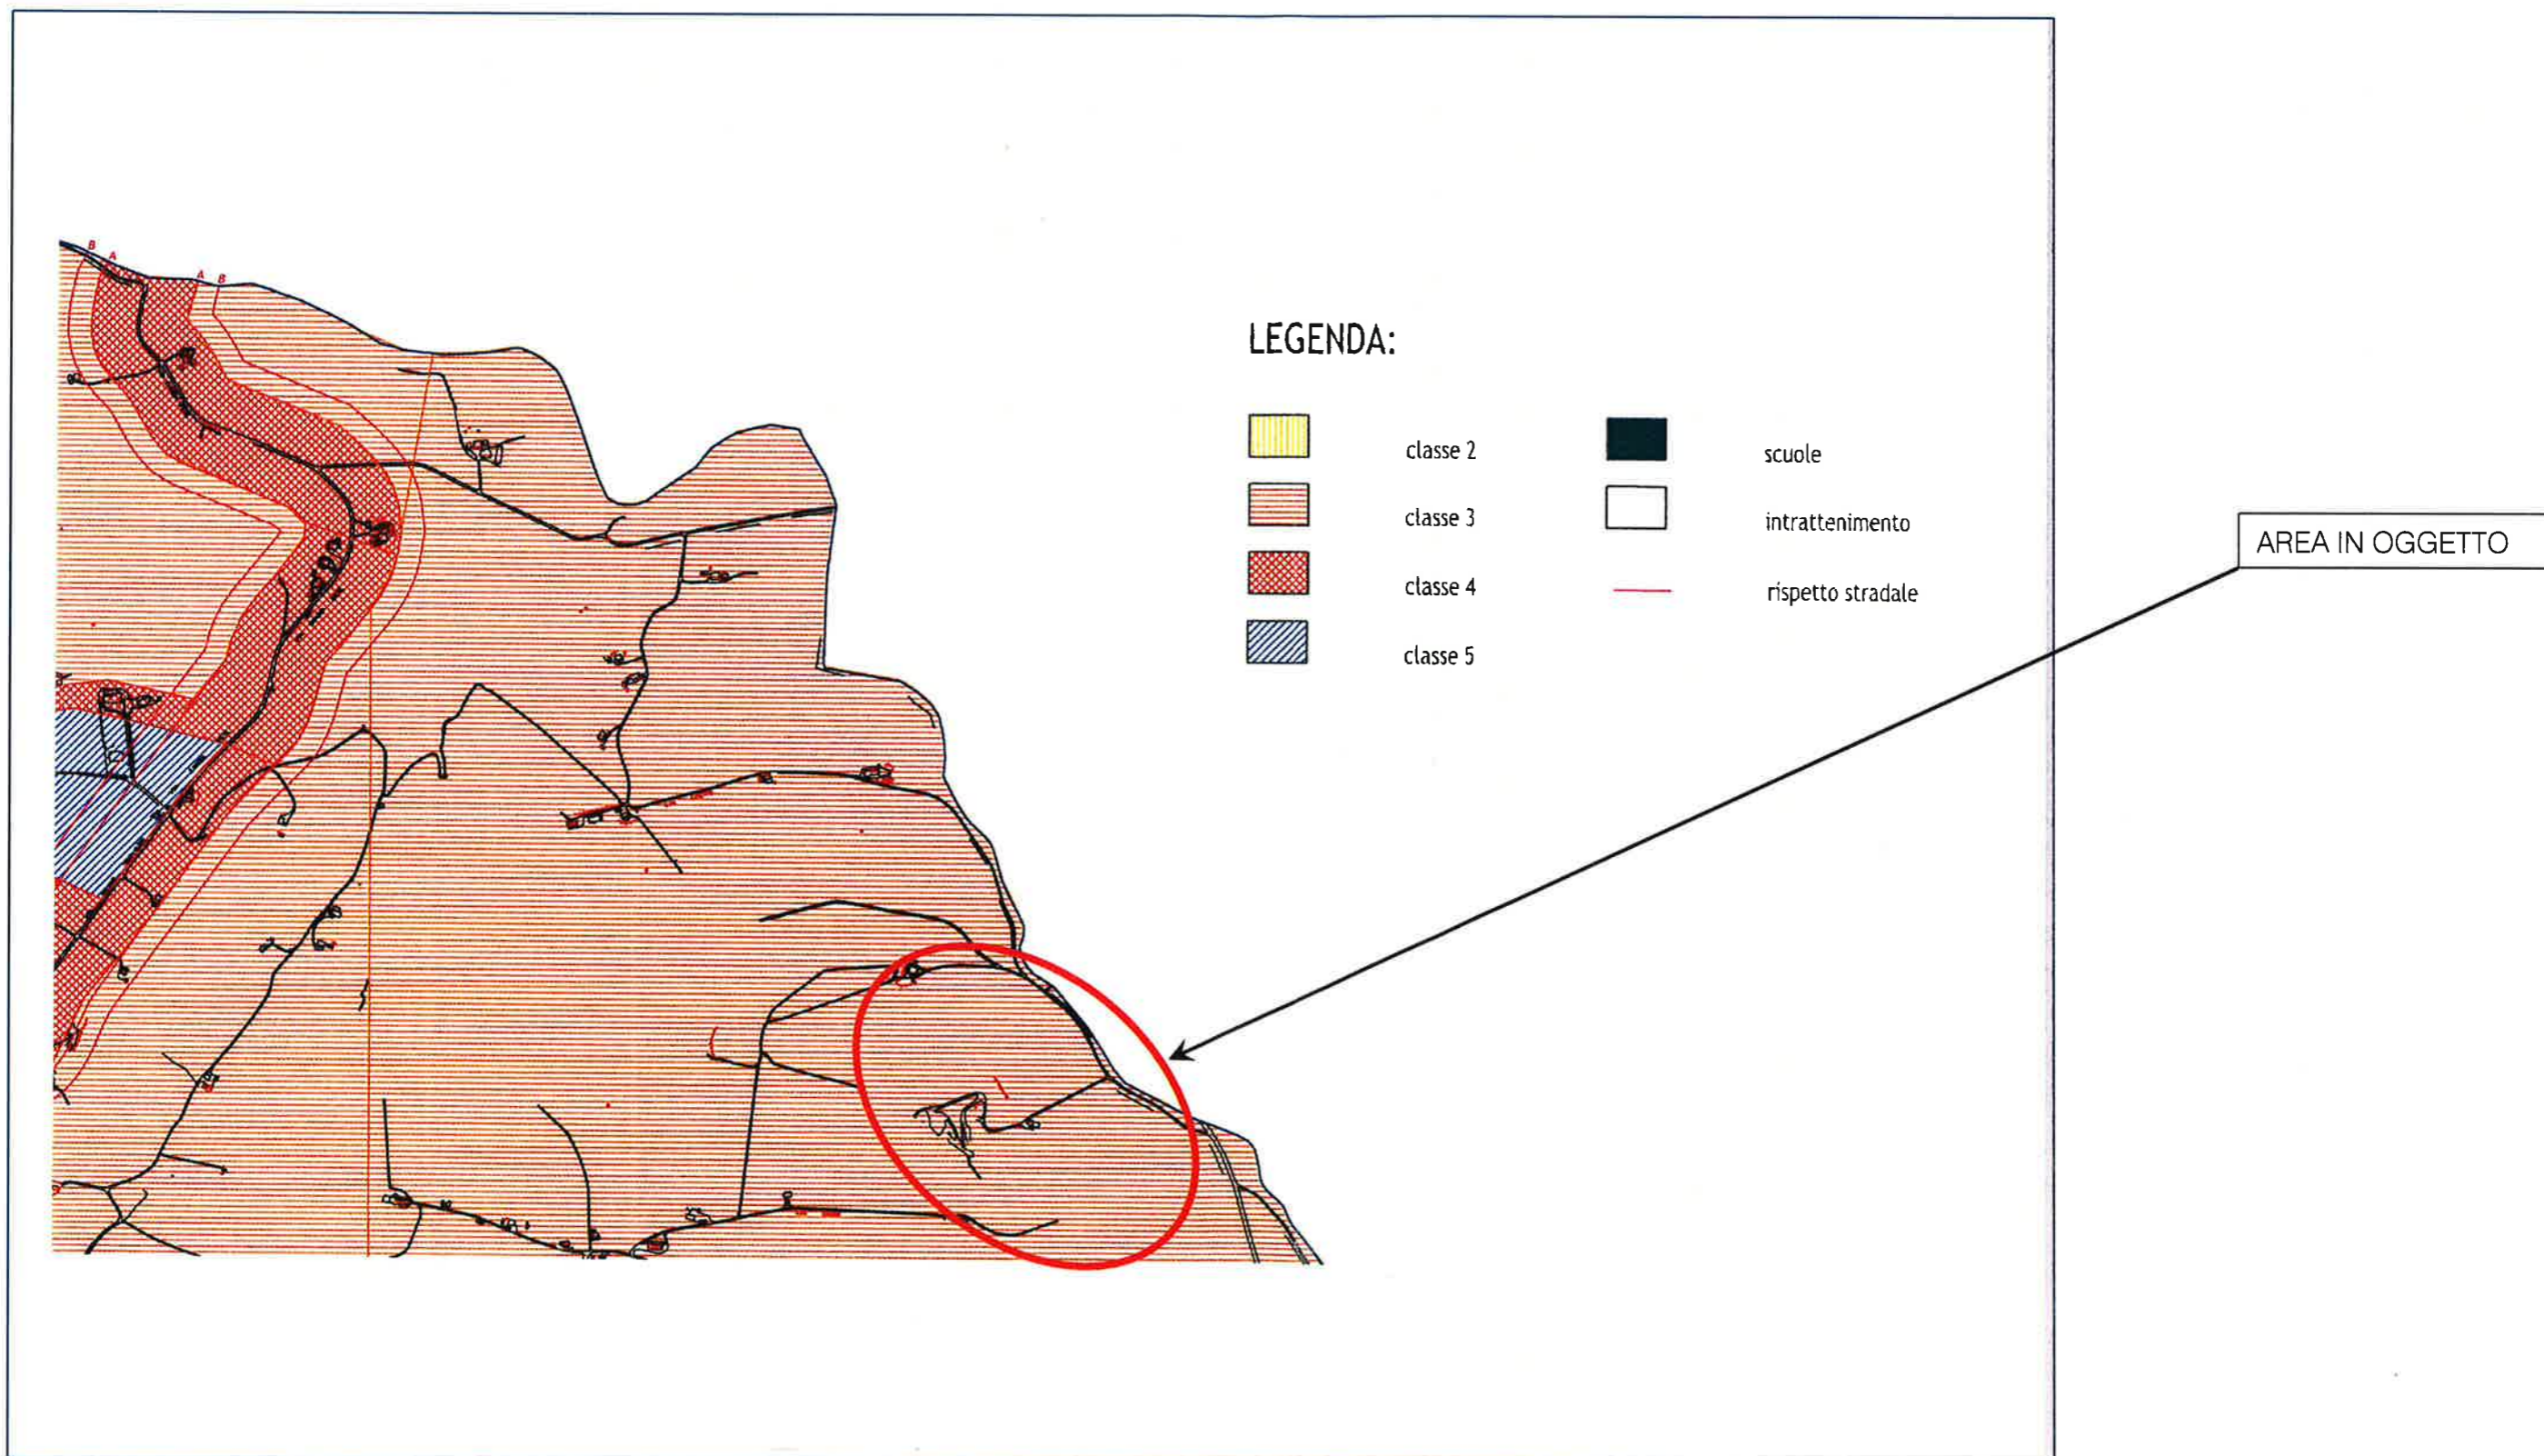 B
A
A
B
LEGENDA:
classe 2
classe 3
classe 4
classe 5
scuole
intrattenimento
rispetto stradale
AREA IN OGGETTO